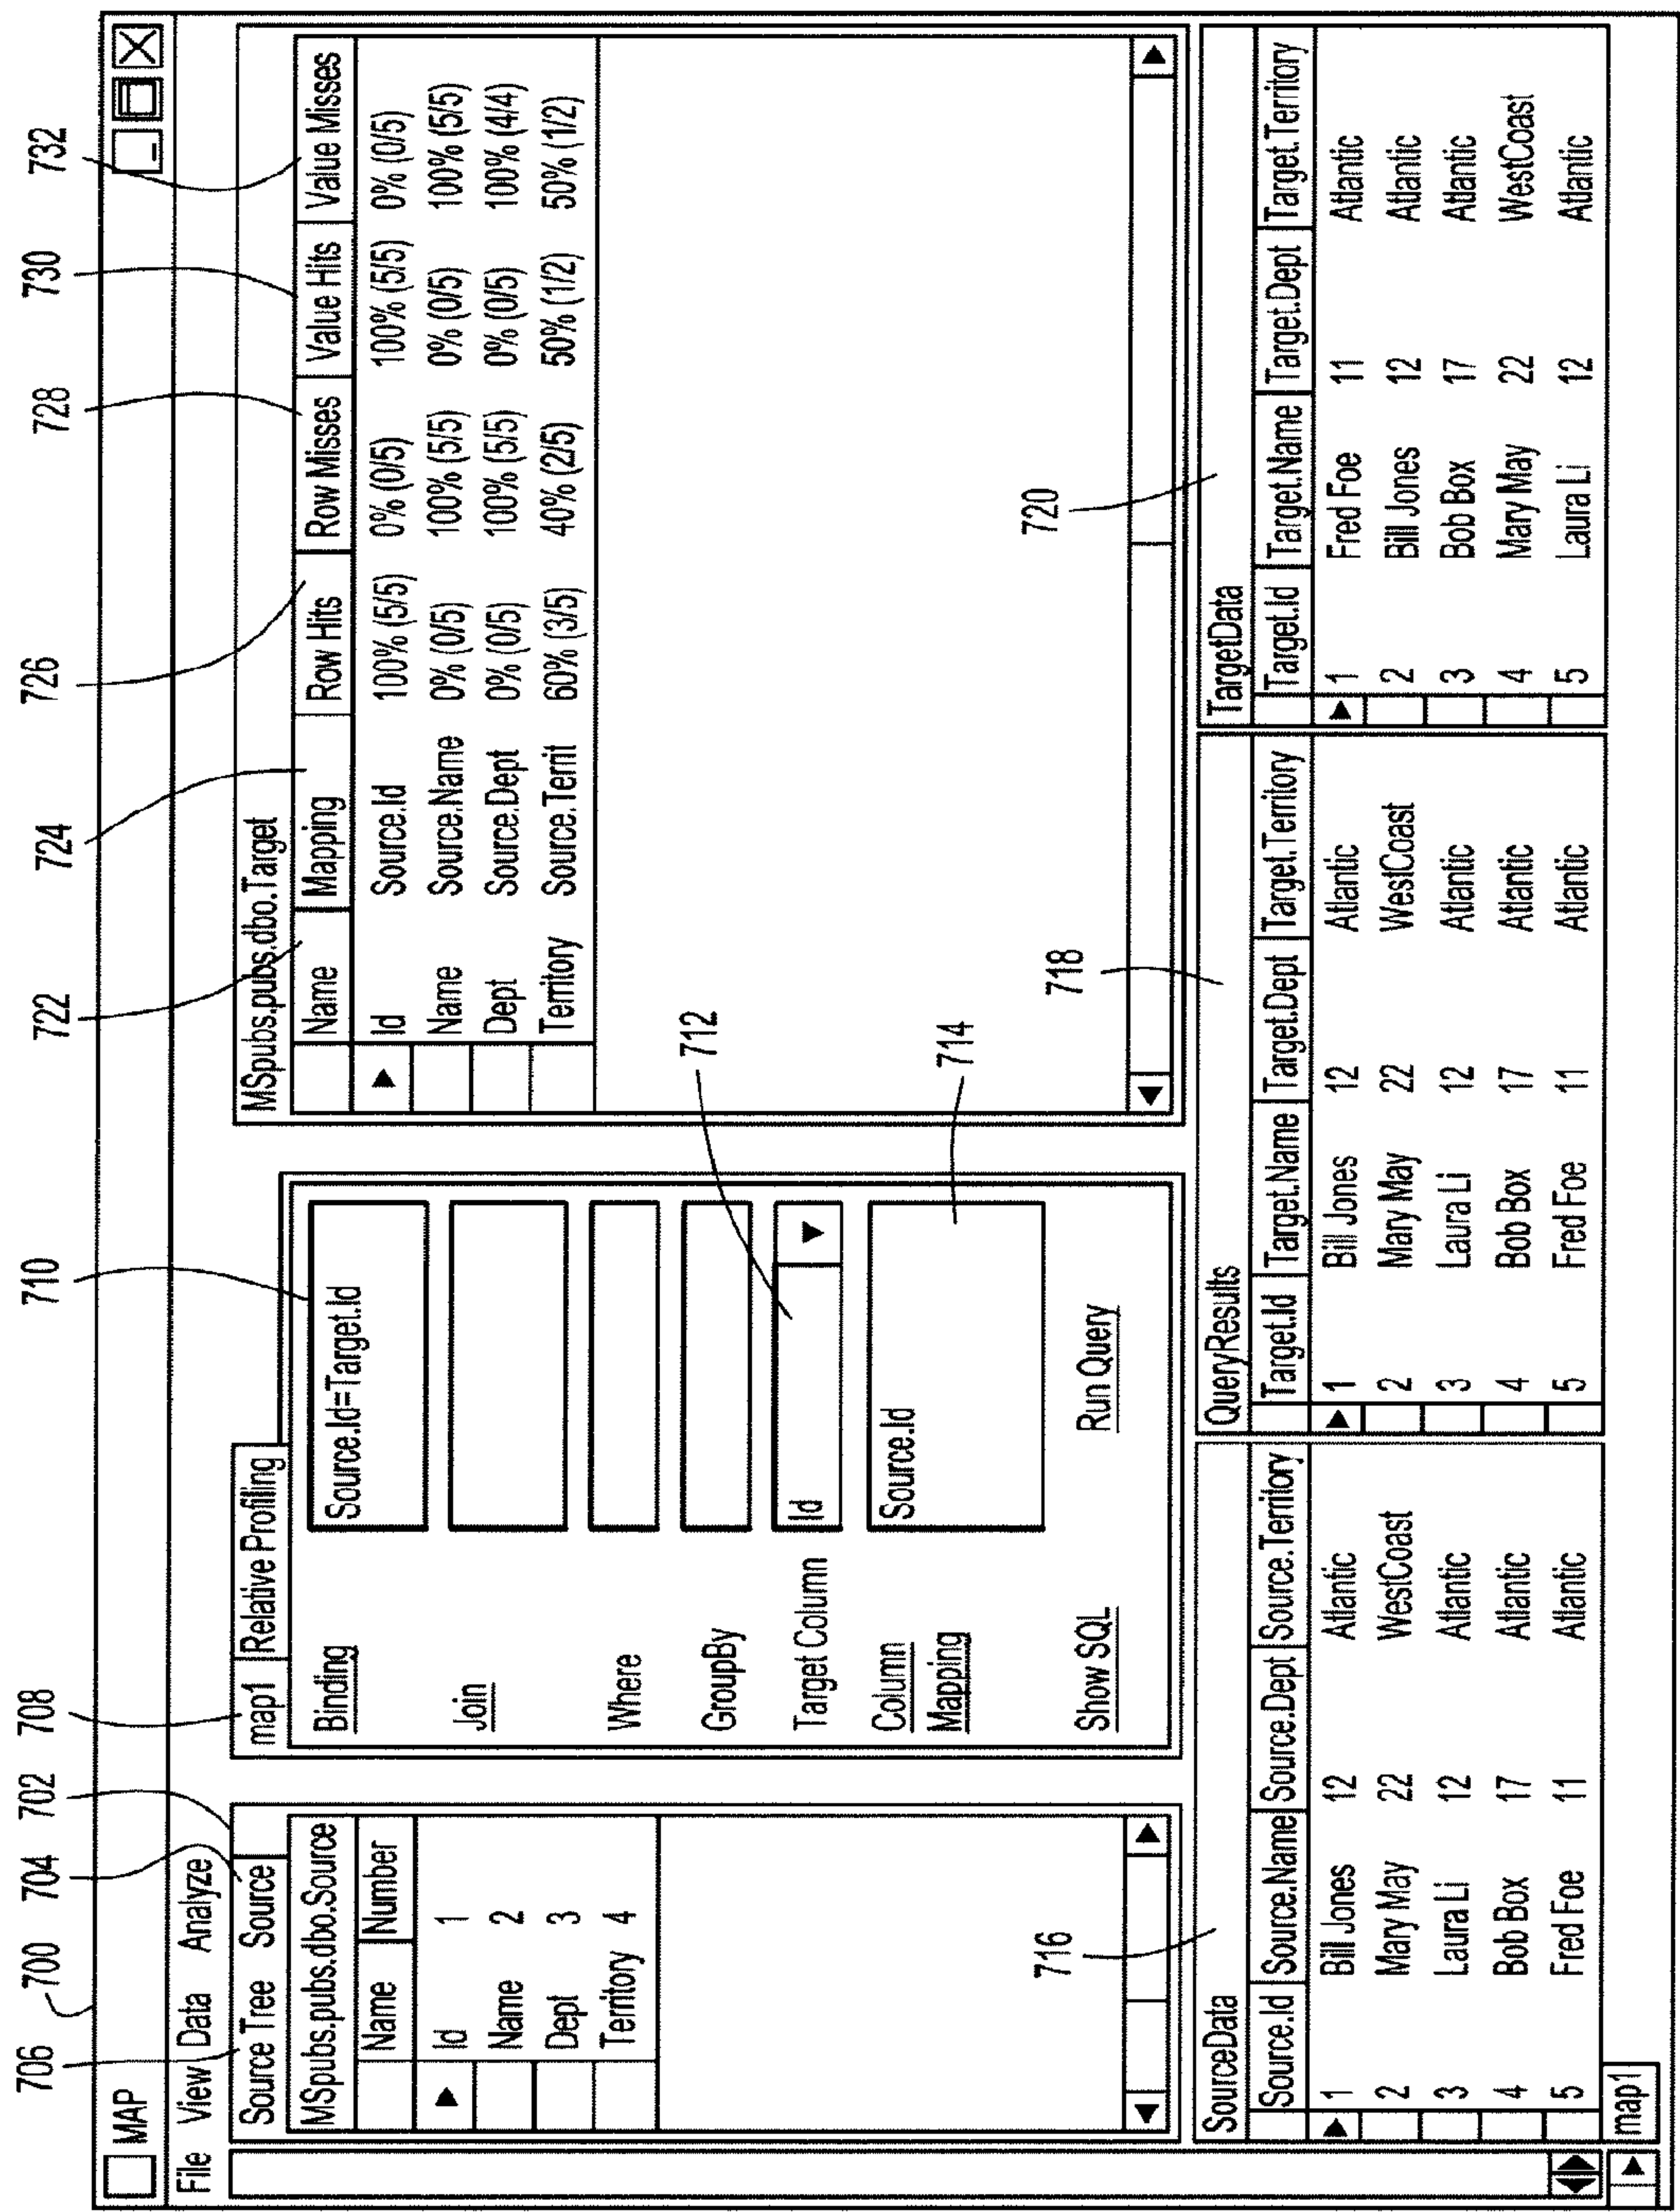 706 700 704 702 708 710 722 724 726 728 730 732
MAP
File View Data Analyze
Source Tree Source
MSpubs.pubs.dbo.Source
Name Number
Id 1
Name 2
Dept 3
Territory 4
map1 Relative Profiling
Binding Source.Id=Target.Id
Join
Where
GroupBy
Target Column Id
Column
Mapping
Source.Id
Show SQL Run Query
712
714
MSpubs.pubs.dbo.Target
Name Mapping Row Hits Row Misses Value Hits Value Misses
Id Source.Id 100% (5/5) 0% (0/5) 100% (5/5) 0% (0/5)
Name Source.Name 0% (0/5) 100% (5/5) 0% (0/5) 100% (5/5)
Dept Source.Dept 0% (0/5) 100% (5/5) 0% (0/5) 100% (4/4)
Territory Source.Territ 60% (3/5) 40% (2/5) 50% (1/2) 50% (1/2)
716 718 720
SourceData
Source.Id Source.Name Source.Dept Source.Territory
1 Bill Jones 12 Atlantic
2 Mary May 22 WestCoast
3 Laura Li 12 Atlantic
4 Bob Box 17 Atlantic
5 Fred Foe 11 Atlantic
QueryResults
Target.Id Target.Name Target.Dept Target.Territory
1 Bill Jones 12 Atlantic
2 Mary May 22 WestCoast
3 Laura Li 12 Atlantic
4 Bob Box 17 Atlantic
5 Fred Foe 11 Atlantic
TargetData
Target.Id Target.Name Target.Dept Target.Territory
1 Fred Foe 11 Atlantic
2 Bill Jones 12 Atlantic
3 Bob Box 17 Atlantic
4 Mary May 22 WestCoast
5 Laura Li 12 Atlantic
map1